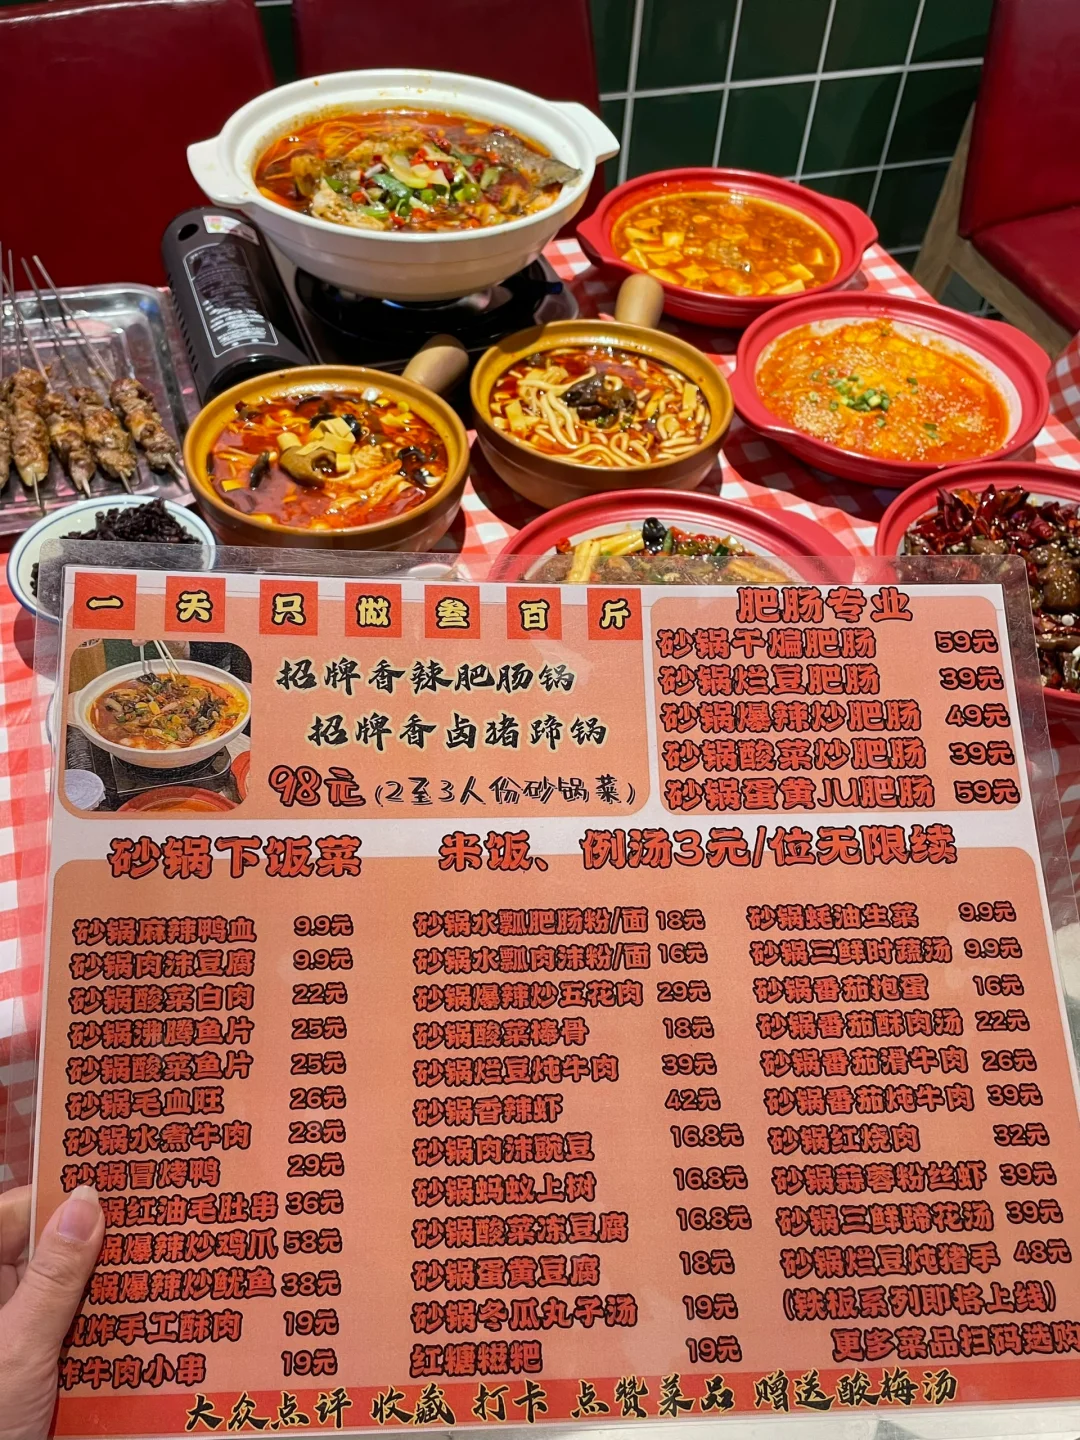 一天只做叁百斤
招牌香辣肥肠锅
招牌香卤猪蹄锅
98元(2至3人份砂锅菜)
肥肠专业
砂锅干煸肥肠 59元
砂锅烂豆肥肠 39元
砂锅爆辣炒肥肠 49元
砂锅酸菜炒肥肠 39元
砂锅蛋黄JU肥肠 59元
砂锅下饭菜 米饭、例汤3元/位无限续
砂锅麻辣鸭血 9.9元
砂锅肉沫豆腐 9.9元
砂锅酸菜白肉 22元
砂锅沸腾鱼片 25元
砂锅酸菜鱼片 25元
砂锅毛血旺 26元
砂锅水煮牛肉 28元
砂锅冒烤鸭 29元
锅红油毛肚串 36元
锅爆辣炒鸡爪 58元
锅爆辣炒鱿鱼 38元
炸手工酥肉 19元
炸牛肉小串 19元
砂锅水瓢肥肠粉/面 18元
砂锅水瓢肉沫粉/面 16元
砂锅爆辣炒五花肉 29元
砂锅酸菜棒骨 18元
砂锅烂豆炖牛肉 39元
砂锅香辣虾 42元
砂锅肉沫豌豆 16.8元
砂锅蚂蚁上树 16.8元
砂锅酸菜冻豆腐 16.8元
砂锅蛋黄豆腐 18元
砂锅冬瓜丸子汤 19元
红糖糍粑 19元
砂锅蚝油生菜 9.9元
砂锅三鲜时蔬汤 9.9元
砂锅番茄抱蛋 16元
砂锅番茄酥肉汤 22元
砂锅番茄滑牛肉 26元
砂锅番茄炖牛肉 39元
砂锅红烧肉 32元
砂锅蒜蓉粉丝虾 39元
砂锅三鲜蹄花汤 39元
砂锅烂豆炖猪手 48元
（铁板系列即将上线）
更多菜品扫码选购
大众点评 收藏 打卡 点赞菜品 赠送酸梅汤